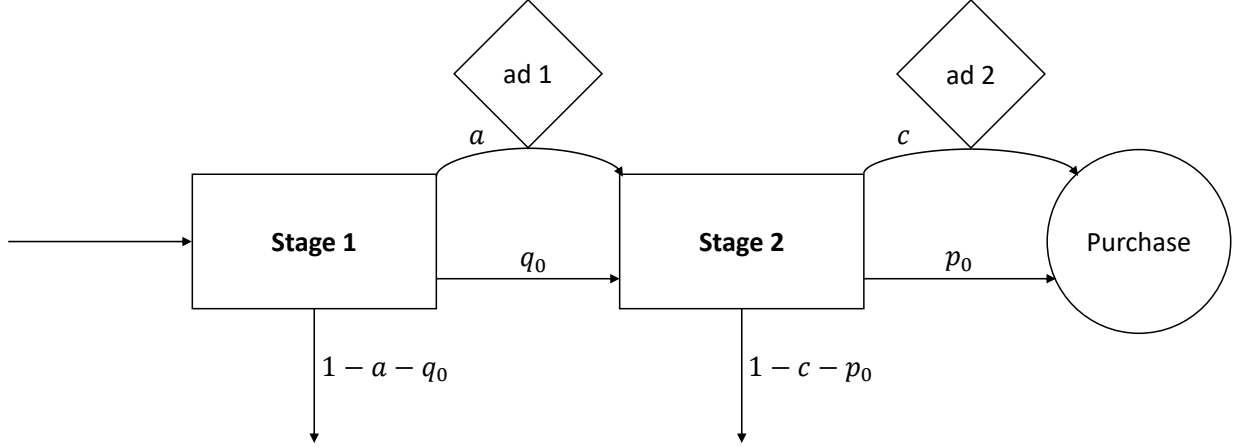 ad 1
ad 2
a
c
Stage 1
Stage 2
Purchase
q₀
p₀
1 − a − q₀
1 − c − p₀